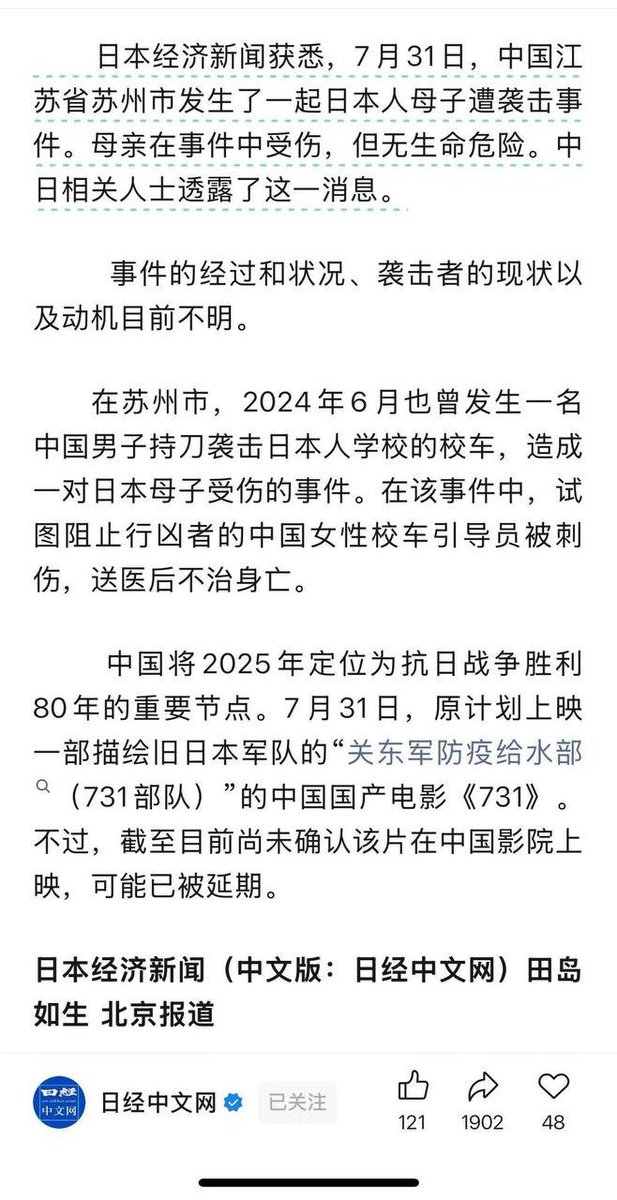 日本经济新闻获悉，7月31日，中国江
苏省苏州市发生了一起日本人母子遭袭击事
件。母亲在事件中受伤，但无生命危险。中
日相关人士透露了这一消息。
事件的经过和状况、袭击者的现状以
及动机目前不明。
在苏州市，2024年6月也曾发生一名
中国男子持刀袭击日本人学校的校车，造成
一对日本母子受伤的事件。在该事件中，试
图阻止行凶者的中国女性校车引导员被刺
伤，送医后不治身亡。
中国将2025年定位为抗日战争胜利
80年的重要节点。7月31日，原计划上映
一部描绘旧日本军队的“关东军防疫给水部
（731部队）”的中国国产电影《731》。
不过，截至目前尚未确认该片在中国影院上
映，可能已被延期。
日本经济新闻（中文版：日经中文网）田岛
如生 北京报道
日经
中文网
日经中文网
已关注
121
1902
48